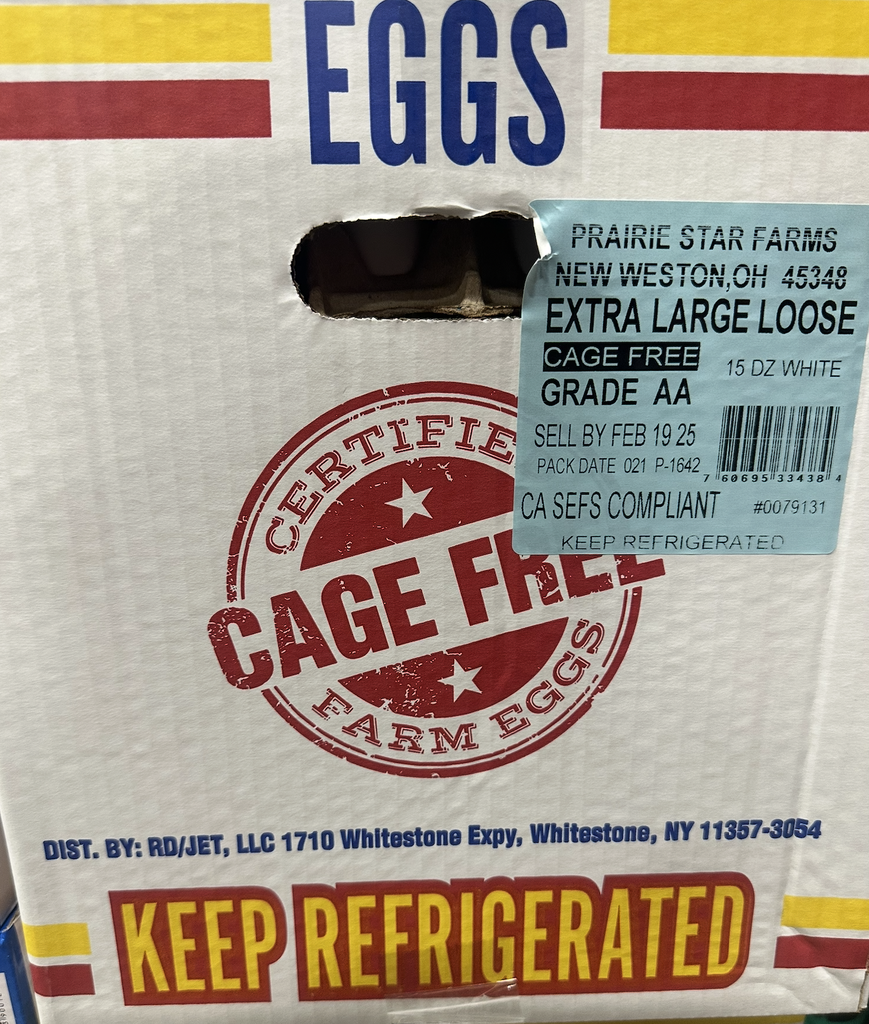 EGGS
PRAIRIE STAR FARMS
NEW WESTON,OH 45348
EXTRA LARGE LOOSE
CAGE FREE
15 DZ WHITE
GRADE AA
SELL BY FEB 19 25
PACK DATE 021 P-1642
7 60695 33438 4
CA SEFS COMPLIANT #0079131
KEEP REFRIGERATED
CERTIFIE
CAGE FREE
FARM EGGS
DIST. BY: RD/JET, LLC 1710 Whitestone Expy, Whitestone, NY 11357-3054
KEEP REFRIGERATED